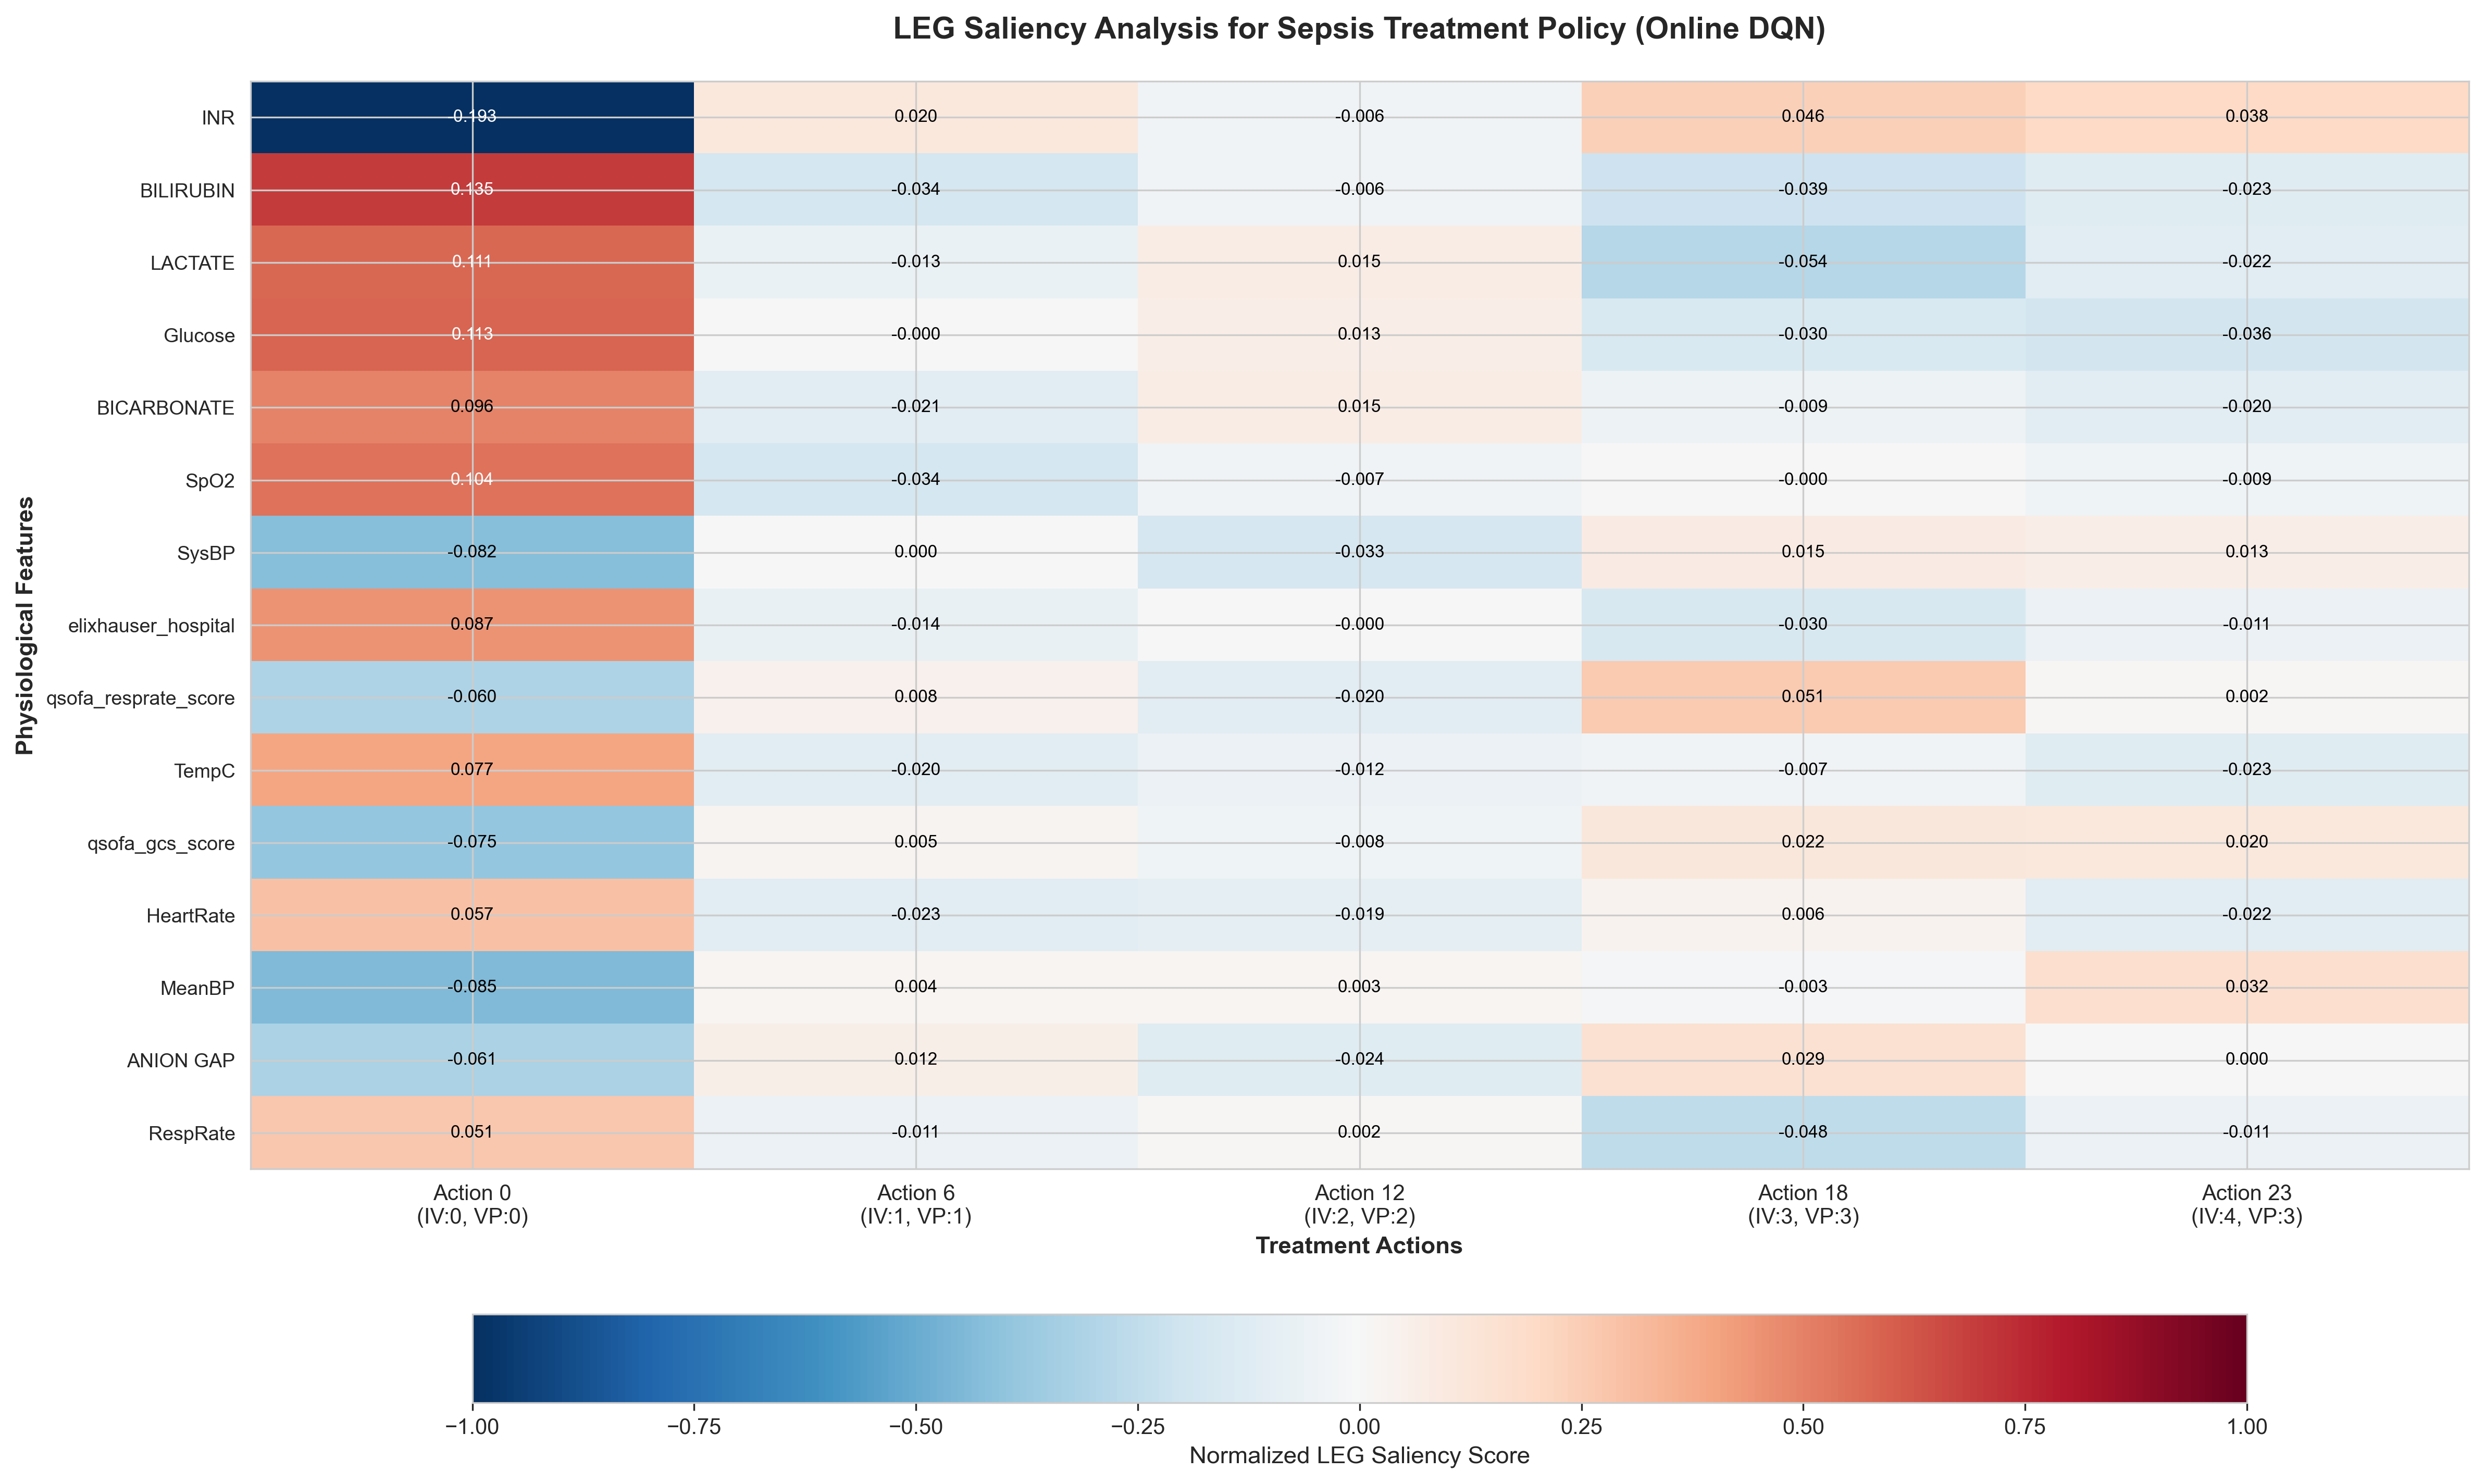 LEG Saliency Analysis for Sepsis Treatment Policy (Online DQN)
Physiological Features
INR -0.193 0.020 -0.006 0.046 0.038
BILIRUBIN 0.135 -0.034 -0.006 -0.039 -0.023
LACTATE 0.111 -0.013 0.015 -0.054 -0.022
Glucose 0.113 -0.000 0.013 -0.030 -0.036
BICARBONATE 0.096 -0.021 0.015 -0.009 -0.020
SpO2 0.104 -0.034 -0.007 -0.000 -0.009
SysBP -0.082 0.000 -0.033 0.015 0.013
elixhauser_hospital 0.087 -0.014 -0.000 -0.030 -0.011
qsofa_resprate_score -0.060 0.008 -0.020 0.051 0.002
TempC 0.077 -0.020 -0.012 -0.007 -0.023
qsofa_gcs_score -0.075 0.005 -0.008 0.022 0.020
HeartRate 0.057 -0.023 -0.019 0.006 -0.022
MeanBP -0.085 0.004 0.003 -0.003 0.032
ANION GAP -0.061 0.012 -0.024 0.029 0.000
RespRate 0.051 -0.011 0.002 -0.048 -0.011
Action 0 Action 6 Action 12 Action 18 Action 23
(IV:0, VP:0) (IV:1, VP:1) (IV:2, VP:2) (IV:3, VP:3) (IV:4, VP:3)
Treatment Actions
−1.00 −0.75 −0.50 −0.25 0.00 0.25 0.50 0.75 1.00
Normalized LEG Saliency Score